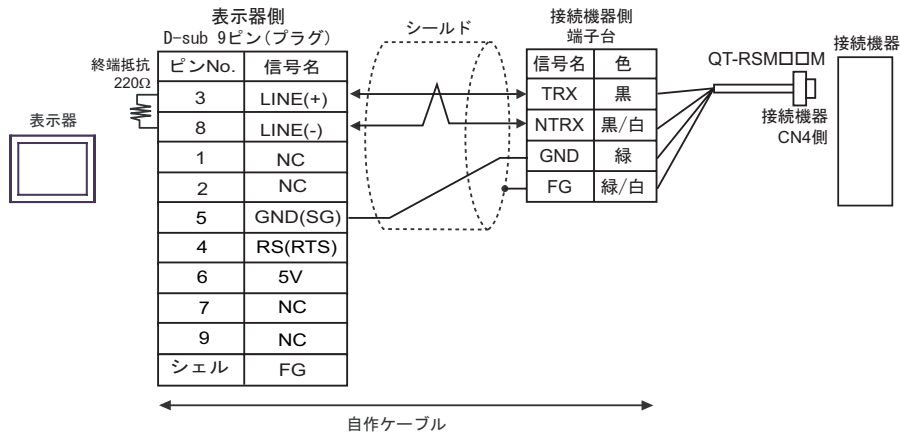 表示器側
D-sub 9ピン(プラグ)
シールド
接続機器側
端子台
終端抵抗
220Ω
ピンNo. 信号名
3 LINE(+)
8 LINE(-)
1 NC
2 NC
5 GND(SG)
4 RS(RTS)
6 5V
7 NC
9 NC
シェル FG
信号名 色
TRX 黒
NTRX 黒/白
GND 緑
FG 緑/白
QT-RSM□□M
接続機器
CN4側
接続機器
表示器
自作ケーブル